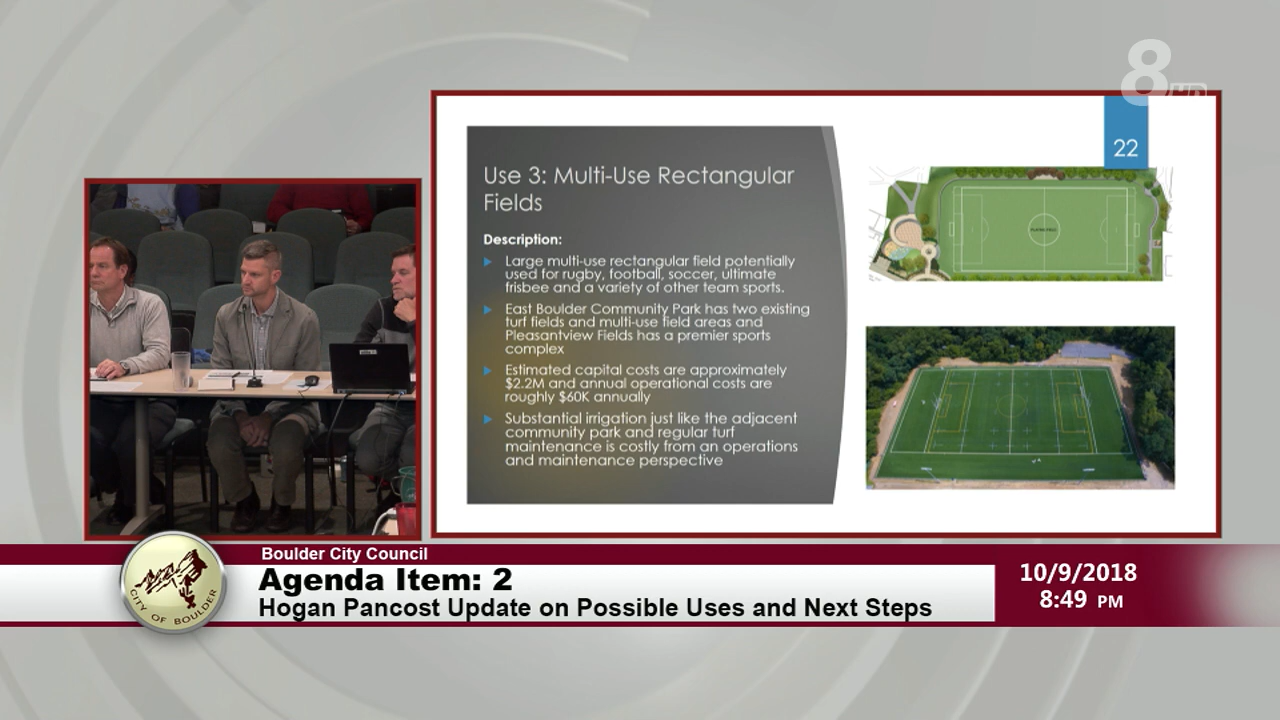 8
HD
22
Use 3: Multi-Use Rectangular
Fields
Description:
Large multi-use rectangular field potentially
used for rugby, football, soccer, ultimate
frisbee and a variety of other team sports.
East Boulder Community Park has two existing
turf fields and multi-use field areas and
Pleasantview Fields has a premier sports
complex
Estimated capital costs are approximately
$2.2M and annual operational costs are
roughly $60K annually
Substantial irrigation just like the adjacent
community park and regular turf
maintenance is costly from an operations
and maintenance perspective
Boulder City Council
Agenda Item: 2
Hogan Pancost Update on Possible Uses and Next Steps
10/9/2018
8:49 PM
CITY OF BOULDER